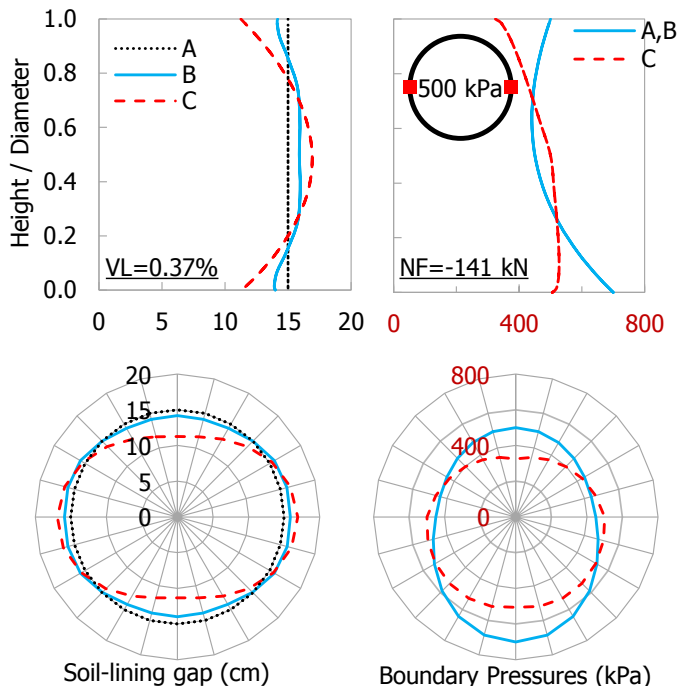 1.0
0.8
0.6
0.4
0.2
0.0
Height / Diameter
A
B
C
VL=0.37%
0 5 10 15 20
A,B
C
500 kPa
NF=-141 kN
0 400 800
20
15
10
5
0
Soil-lining gap (cm)
800
400
0
Boundary Pressures (kPa)